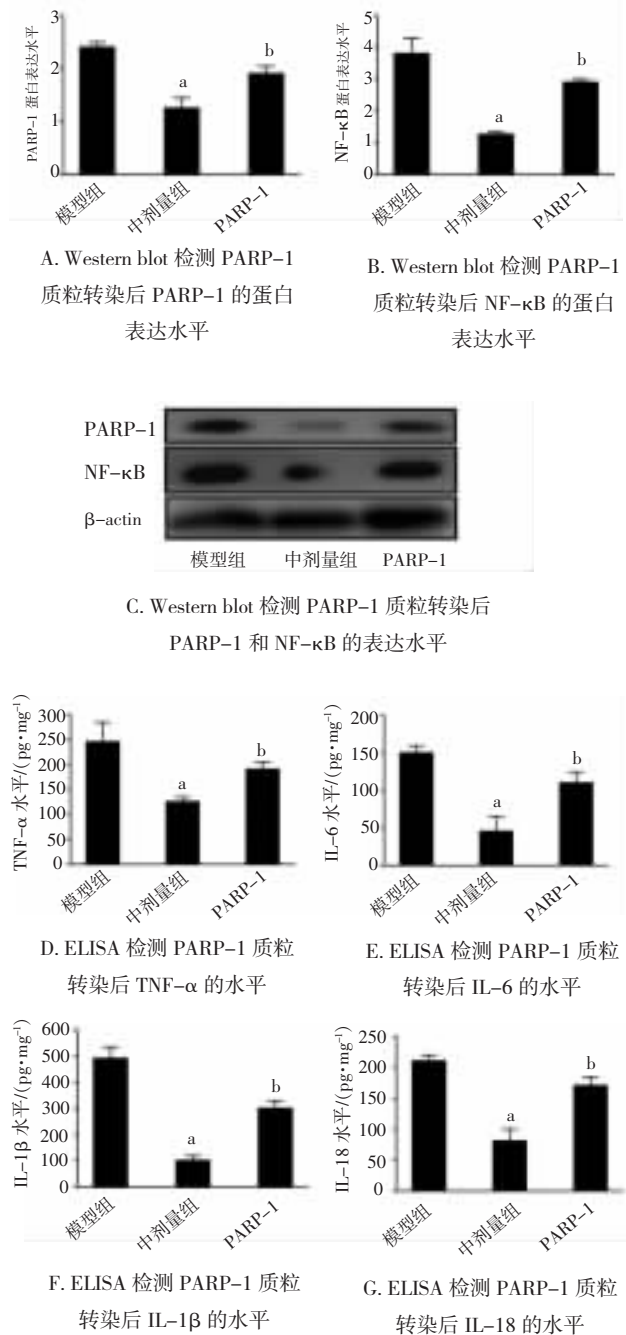 3
2
1
0
PARP-1 蛋白表达水平
a
b
模型组
中剂量组
PARP-1
A. Western blot 检测 PARP-1
质粒转染后 PARP-1 的蛋白
表达水平
5
4
3
2
1
0
NF-κB蛋白表达水平
a
b
模型组
中剂量组
PARP-1
B. Western blot 检测 PARP-1
质粒转染后 NF-κB 的蛋白
表达水平
PARP-1
NF-κB
β-actin
模型组 中剂量组 PARP-1
C. Western blot 检测 PARP-1 质粒转染后
PARP-1 和 NF-κB 的表达水平
300
250
200
150
100
50
0
TNF-α 水平/(pg•mg⁻¹)
a
b
模型组
中剂量组
PARP-1
D. ELISA 检测 PARP-1 质粒
转染后 TNF-α 的水平
200
150
100
50
0
IL-6 水平/(pg•mg⁻¹)
a
b
模型组
中剂量组
PARP-1
E. ELISA 检测 PARP-1 质粒
转染后 IL-6 的水平
600
500
400
300
200
100
0
IL-1β 水平/(pg•mg⁻¹)
a
b
模型组
中剂量组
PARP-1
F. ELISA 检测 PARP-1 质粒
转染后 IL-1β 的水平
250
200
150
100
50
0
IL-18 水平/(pg•mg⁻¹)
a
b
模型组
中剂量组
PARP-1
G. ELISA 检测 PARP-1 质粒
转染后 IL-18 的水平